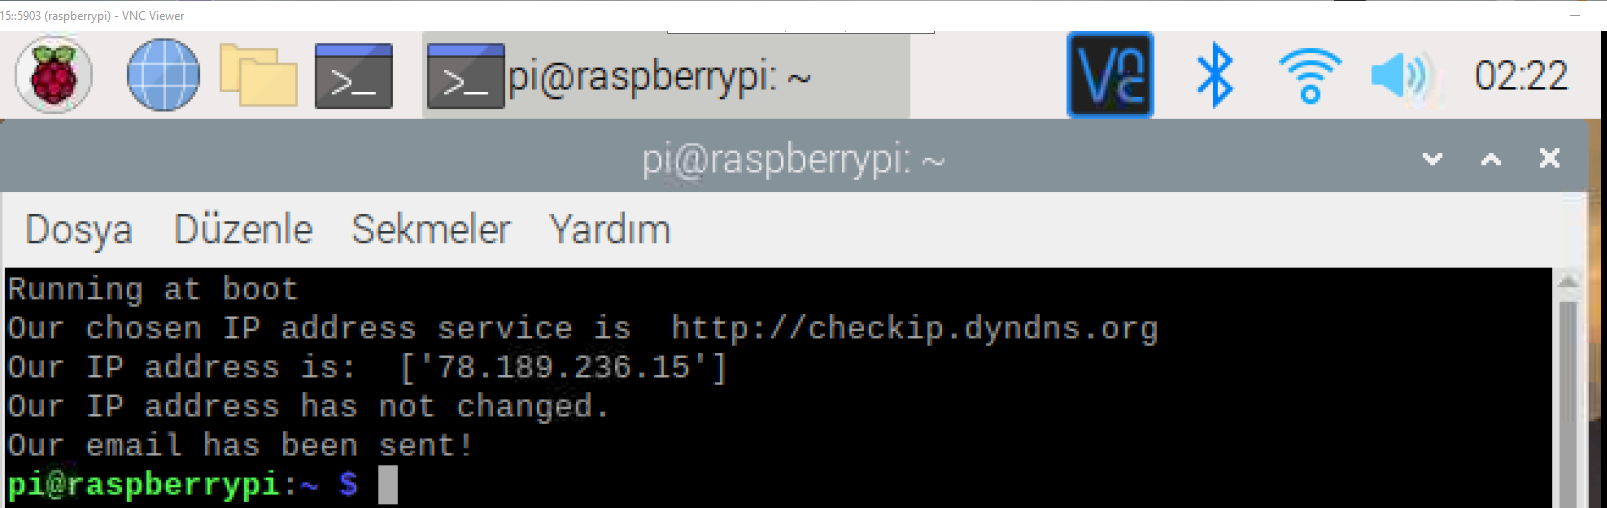 15::5903 (raspberrypi) - VNC Viewer
pi@raspberrypi: ~
02:22
pi@raspberrypi: ~
Dosya Düzenle Sekmeler Yardım
Running at boot
Our chosen IP address service is  http://checkip.dyndns.org
Our IP address is:  ['78.189.236.15']
Our IP address has not changed.
Our email has been sent!
pi@raspberrypi:~ $